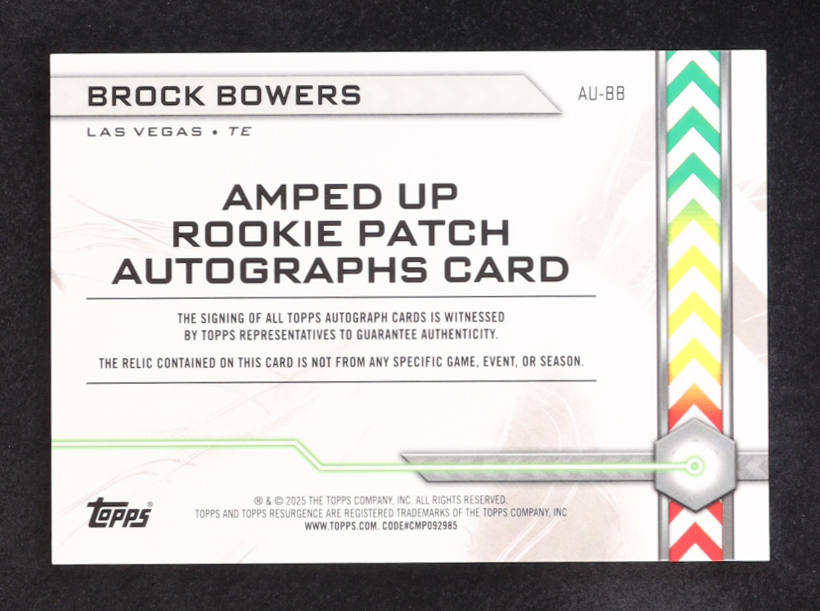 BROCK BOWERS
AU-BB
LAS VEGAS • TE
AMPED UP
ROOKIE PATCH
AUTOGRAPHS CARD
THE SIGNING OF ALL TOPPS AUTOGRAPH CARDS IS WITNESSED
BY TOPPS REPRESENTATIVES TO GUARANTEE AUTHENTICITY.
THE RELIC CONTAINED ON THIS CARD IS NOT FROM ANY SPECIFIC GAME, EVENT, OR SEASON.
topps®
® & © 2025 THE TOPPS COMPANY, INC. ALL RIGHTS RESERVED.
TOPPS AND TOPPS RESURGENCE ARE REGISTERED TRADEMARKS OF THE TOPPS COMPANY, INC
WWW.TOPPS.COM. CODE#CMP092985